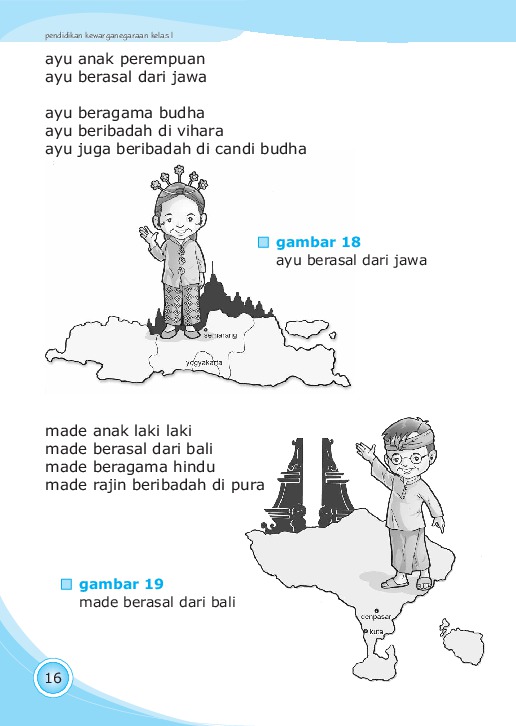 pendidikan kewarganegaraan kelas I
ayu anak perempuan
ayu berasal dari jawa
ayu beragama budha
ayu beribadah di vihara
ayu juga beribadah di candi budha
gambar 18
ayu berasal dari jawa
semarang
yogyakarta
made anak laki laki
made berasal dari bali
made beragama hindu
made rajin beribadah di pura
gambar 19
made berasal dari bali
denpasar
kuta
16